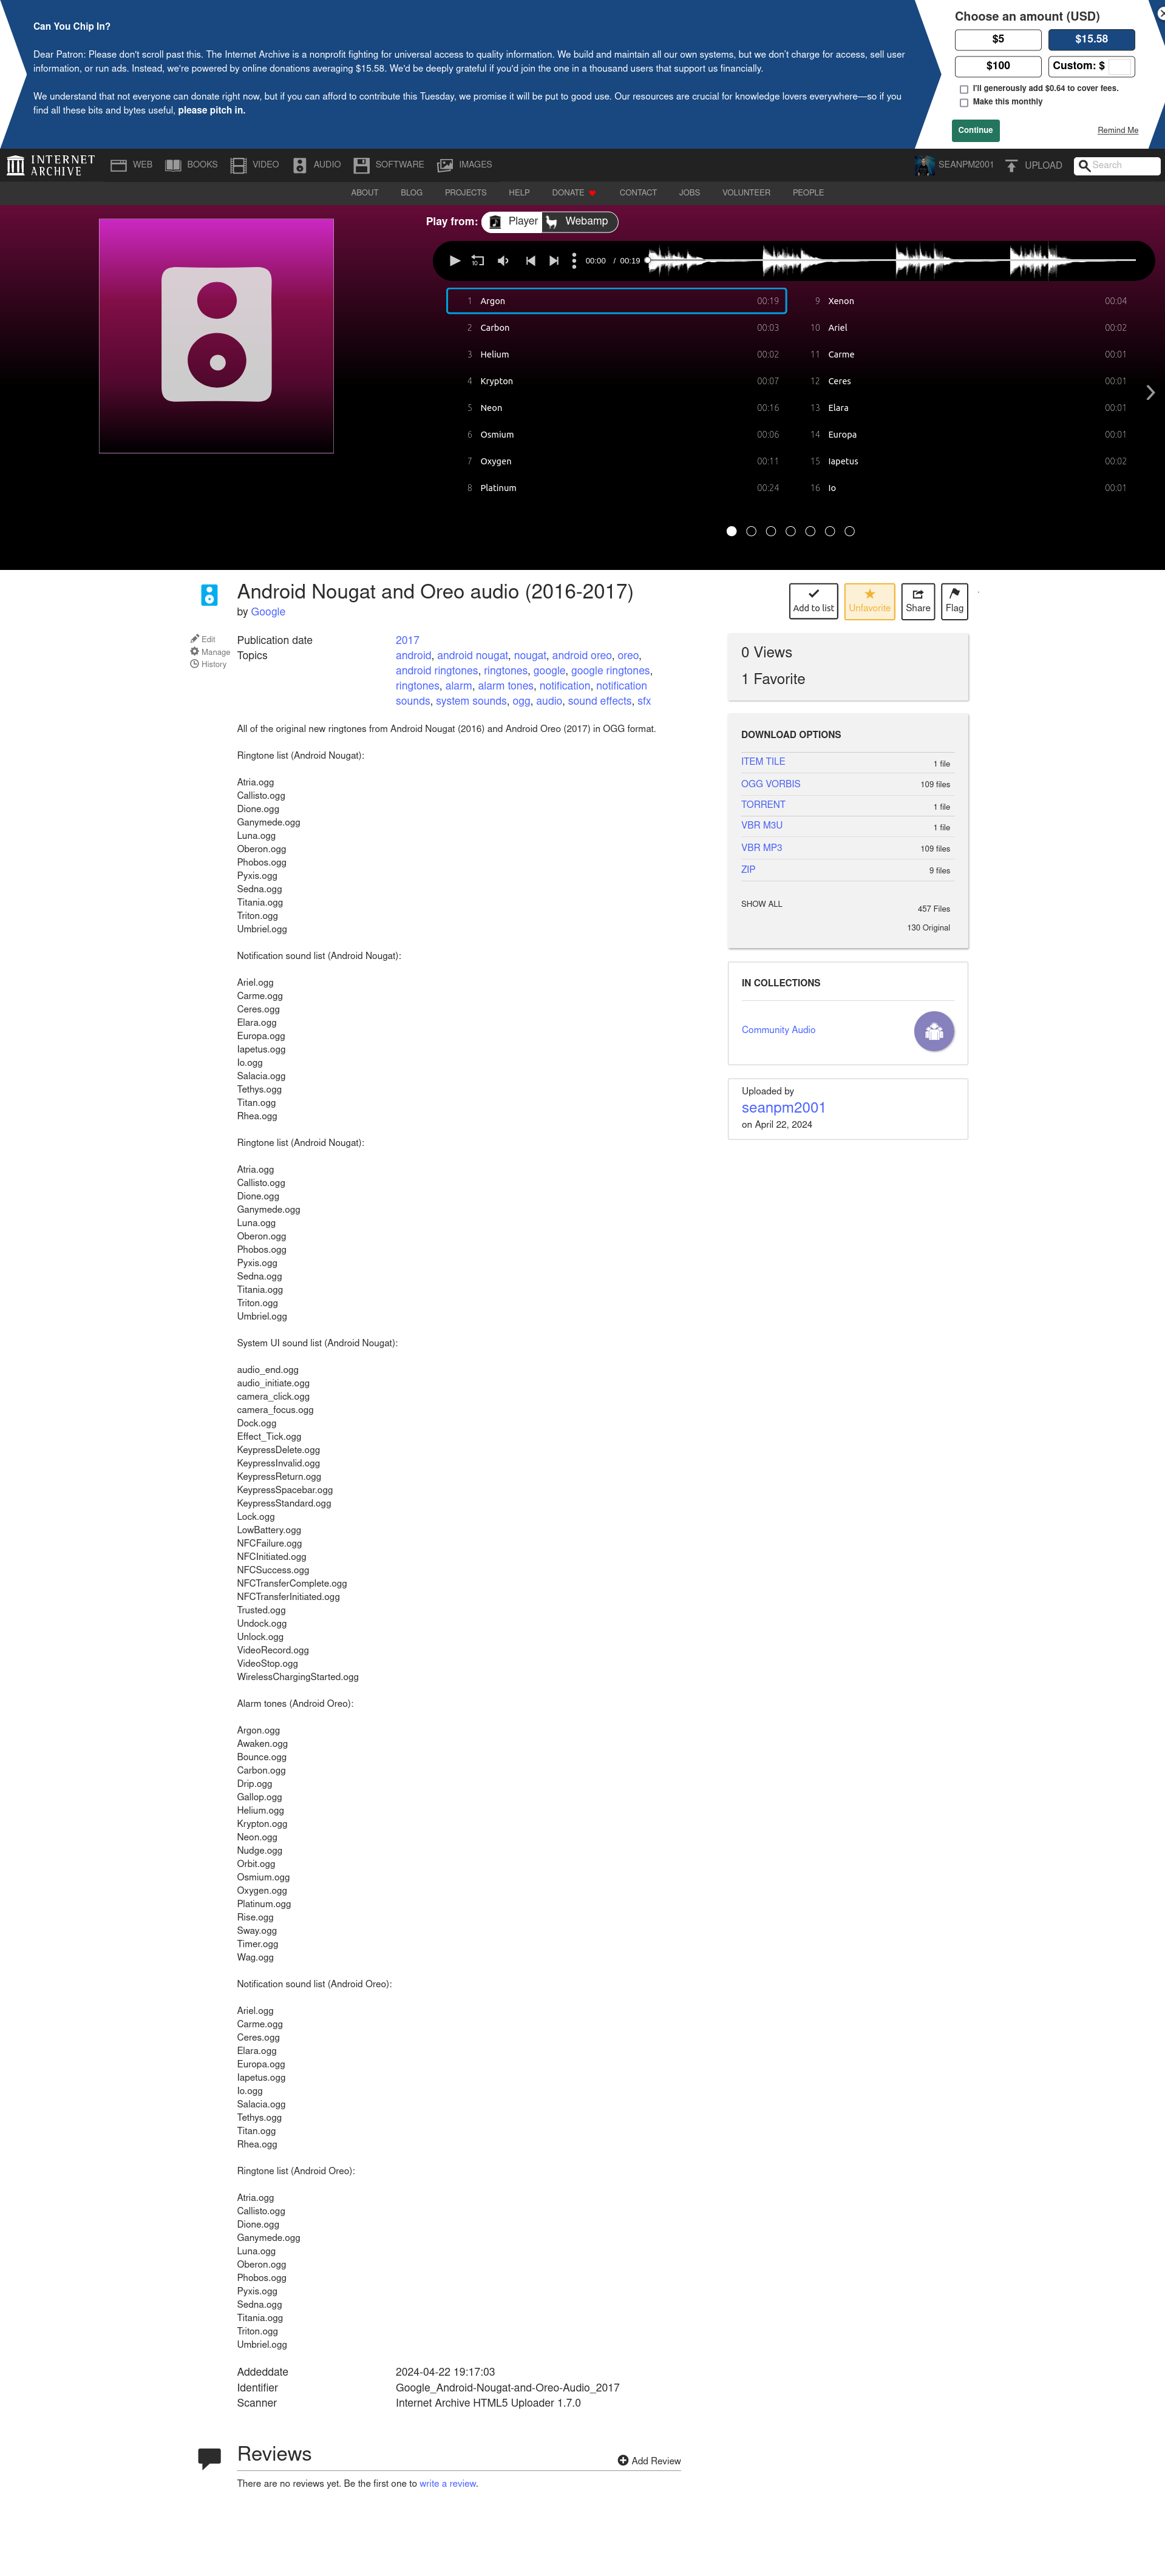 Can You Chip In?
Dear Patron: Please don't scroll past this. The Internet Archive is a nonprofit fighting for universal access to quality information. We build and maintain all our own systems, but we don't charge for access, sell user
information, or run ads. Instead, we're powered by online donations averaging $15.58. We'd be deeply grateful if you'd join the one in a thousand users that support us financially.
We understand that not everyone can donate right now, but if you can afford to contribute this Tuesday, we promise it will be put to good use. Our resources are crucial for knowledge lovers everywhere—so if you
find all these bits and bytes useful, please pitch in.
Choose an amount (USD)
$5
$15.58
$100
Custom: $
I'll generously add $0.64 to cover fees.
Make this monthly
Continue
Remind Me
INTERNET ARCHIVE
WEB BOOKS VIDEO AUDIO SOFTWARE IMAGES
SEANPM2001 UPLOAD Search
ABOUT BLOG PROJECTS HELP DONATE CONTACT JOBS VOLUNTEER PEOPLE
Play from: Player Webamp
10 00:00 / 00:19
1 Argon 00:19
2 Carbon 00:03
3 Helium 00:02
4 Krypton 00:07
5 Neon 00:16
6 Osmium 00:06
7 Oxygen 00:11
8 Platinum 00:24
9 Xenon 00:04
10 Ariel 00:02
11 Carme 00:01
12 Ceres 00:01
13 Elara 00:01
14 Europa 00:01
15 Iapetus 00:02
16 Io 00:01
Android Nougat and Oreo audio (2016-2017)
by Google
Edit
Manage
History
Publication date 2017
Topics android, android nougat, nougat, android oreo, oreo,
android ringtones, ringtones, google, google ringtones,
ringtones, alarm, alarm tones, notification, notification
sounds, system sounds, ogg, audio, sound effects, sfx
All of the original new ringtones from Android Nougat (2016) and Android Oreo (2017) in OGG format.
Ringtone list (Android Nougat):
Atria.ogg
Callisto.ogg
Dione.ogg
Ganymede.ogg
Luna.ogg
Oberon.ogg
Phobos.ogg
Pyxis.ogg
Sedna.ogg
Titania.ogg
Triton.ogg
Umbriel.ogg
Notification sound list (Android Nougat):
Ariel.ogg
Carme.ogg
Ceres.ogg
Elara.ogg
Europa.ogg
Iapetus.ogg
Io.ogg
Salacia.ogg
Tethys.ogg
Titan.ogg
Rhea.ogg
Ringtone list (Android Nougat):
Atria.ogg
Callisto.ogg
Dione.ogg
Ganymede.ogg
Luna.ogg
Oberon.ogg
Phobos.ogg
Pyxis.ogg
Sedna.ogg
Titania.ogg
Triton.ogg
Umbriel.ogg
System UI sound list (Android Nougat):
audio_end.ogg
audio_initiate.ogg
camera_click.ogg
camera_focus.ogg
Dock.ogg
Effect_Tick.ogg
KeypressDelete.ogg
KeypressInvalid.ogg
KeypressReturn.ogg
KeypressSpacebar.ogg
KeypressStandard.ogg
Lock.ogg
LowBattery.ogg
NFCFailure.ogg
NFCInitiated.ogg
NFCSuccess.ogg
NFCTransferComplete.ogg
NFCTransferInitiated.ogg
Trusted.ogg
Undock.ogg
Unlock.ogg
VideoRecord.ogg
VideoStop.ogg
WirelessChargingStarted.ogg
Alarm tones (Android Oreo):
Argon.ogg
Awaken.ogg
Bounce.ogg
Carbon.ogg
Drip.ogg
Gallop.ogg
Helium.ogg
Krypton.ogg
Neon.ogg
Nudge.ogg
Orbit.ogg
Osmium.ogg
Oxygen.ogg
Platinum.ogg
Rise.ogg
Sway.ogg
Timer.ogg
Wag.ogg
Notification sound list (Android Oreo):
Ariel.ogg
Carme.ogg
Ceres.ogg
Elara.ogg
Europa.ogg
Iapetus.ogg
Io.ogg
Salacia.ogg
Tethys.ogg
Titan.ogg
Rhea.ogg
Ringtone list (Android Oreo):
Atria.ogg
Callisto.ogg
Dione.ogg
Ganymede.ogg
Luna.ogg
Oberon.ogg
Phobos.ogg
Pyxis.ogg
Sedna.ogg
Titania.ogg
Triton.ogg
Umbriel.ogg
Addeddate 2024-04-22 19:17:03
Identifier Google_Android-Nougat-and-Oreo-Audio_2017
Scanner Internet Archive HTML5 Uploader 1.7.0
Reviews
Add Review
There are no reviews yet. Be the first one to write a review.
Add to list Unfavorite Share Flag
0 Views
1 Favorite
DOWNLOAD OPTIONS
ITEM TILE 1 file
OGG VORBIS 109 files
TORRENT 1 file
VBR M3U 1 file
VBR MP3 109 files
ZIP 9 files
SHOW ALL 457 Files
130 Original
IN COLLECTIONS
Community Audio
Uploaded by
seanpm2001
on April 22, 2024